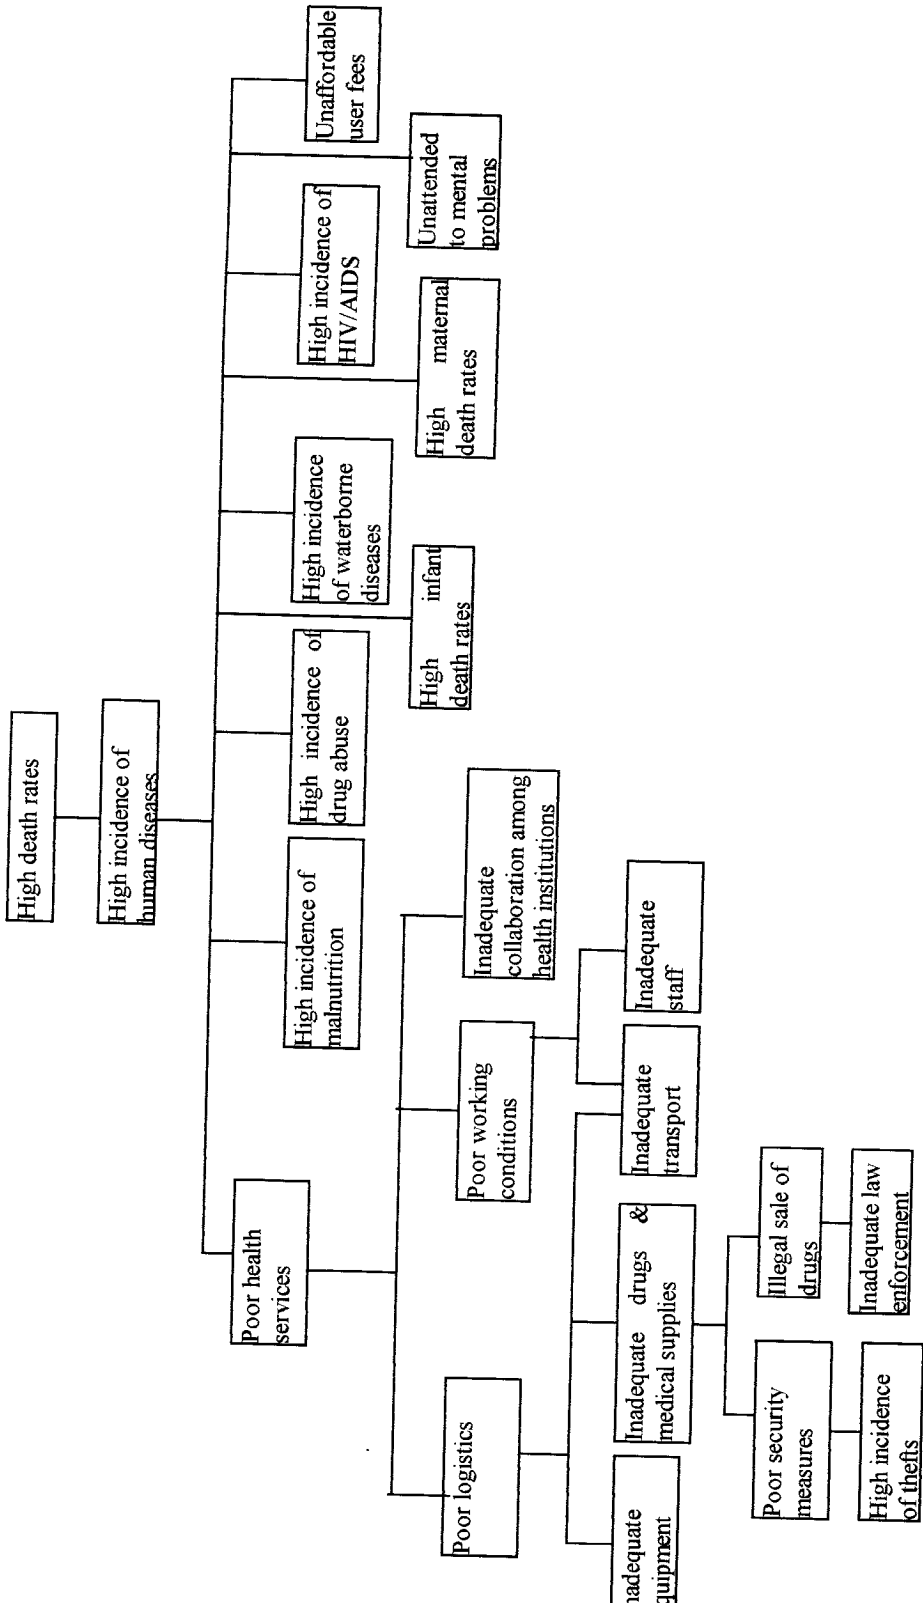 High death rates
High incidence of
human diseases
Poor health
services
High incidence of
malnutrition
High incidence of
drug abuse
High infant
death rates
High incidence
of waterborne
diseases
High maternal
death rates
High incidence of
HIV/AIDS
Unattended
to mental
problems
Unaffordable
user fees
Poor logistics
Poor working
conditions
Inadequate
collaboration among
health institutions
nadequate
quipment
Inadequate drugs &
medical supplies
Inadequate
transport
Inadequate
staff
Poor security
measures
Illegal sale of
drugs
High incidence
of thefts
Inadequate law
enforcement